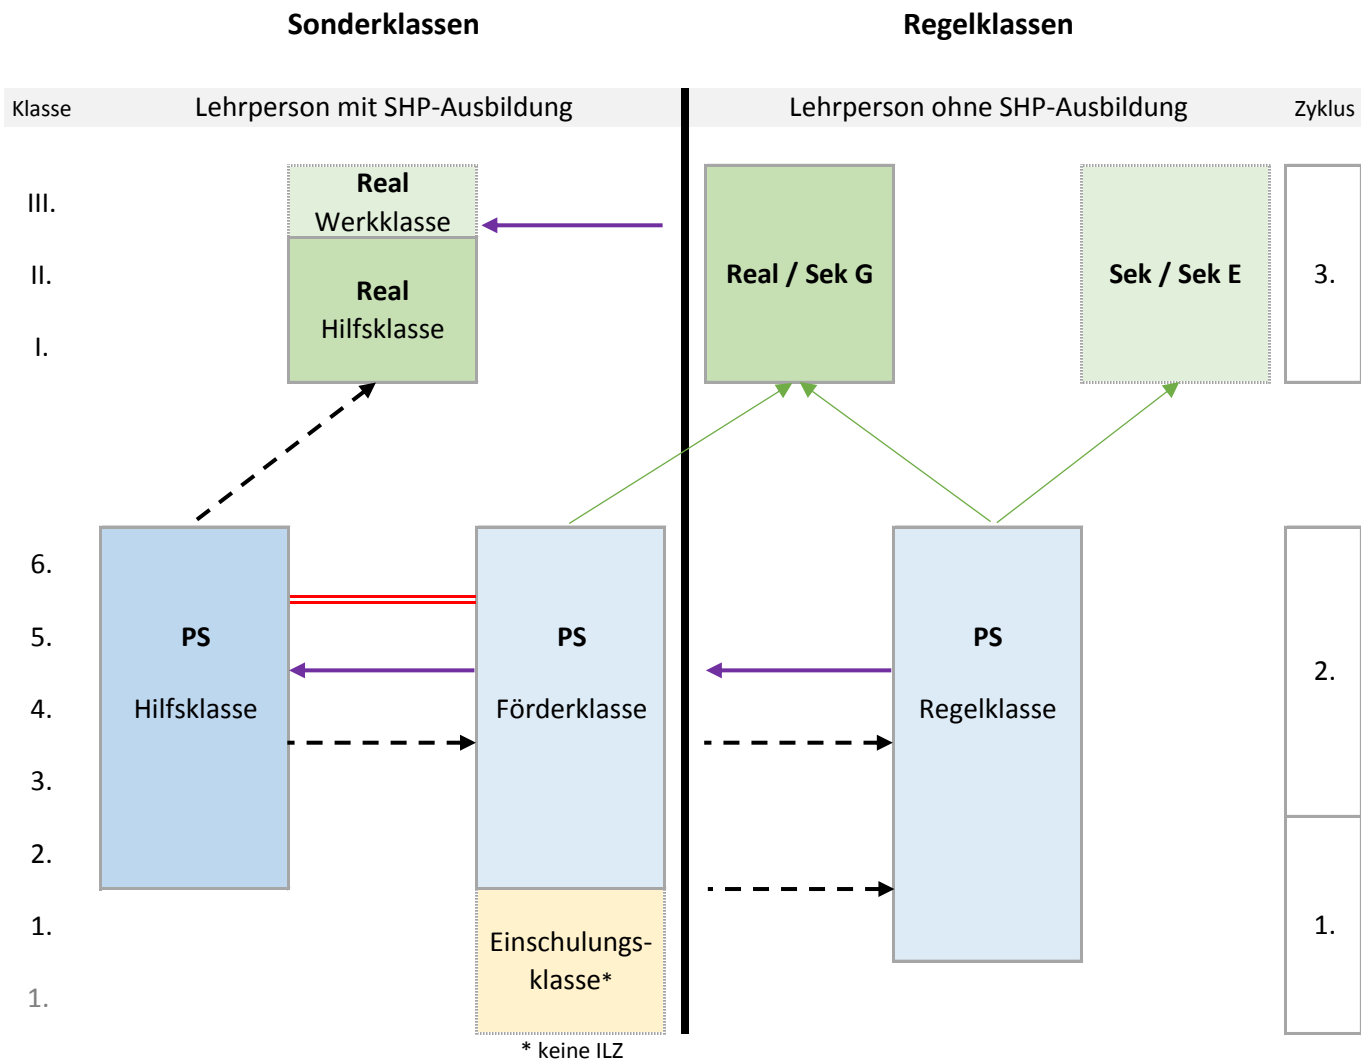 Sonderklassen Regelklassen
Klasse Lehrperson mit SHP-Ausbildung Lehrperson ohne SHP-Ausbildung Zyklus
Real
III.
Werkklasse
II. Real / Sek G Sek / Sek E 3.
Real
Hilfsklasse
I.
6.
5. PS PS PS
2.
4. Hilfsklasse Förderklasse Regelklasse
3.
2.
1. 1.
Einschulungs-
klasse*
1.
* keine ILZ